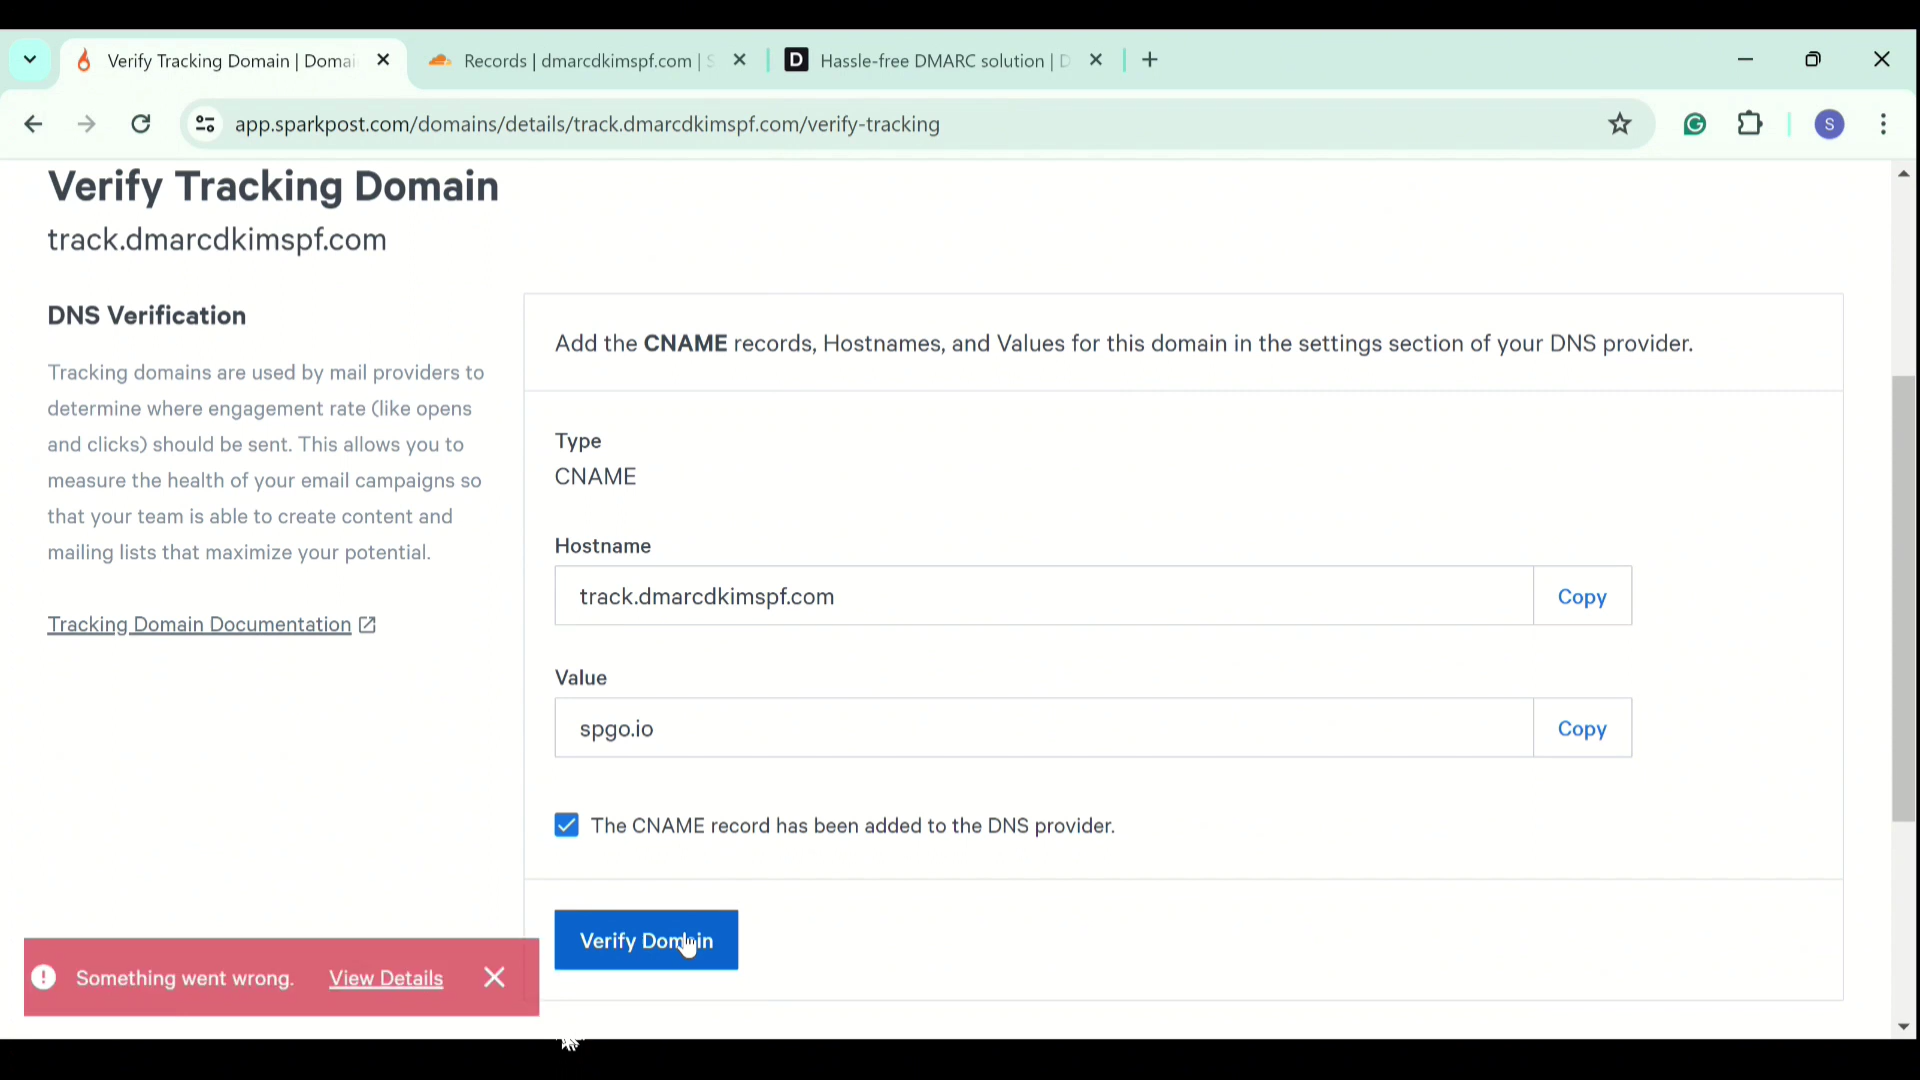 Verify Tracking Domain | Domai
Records | dmarcdkimspf.com | S
D Hassle-free DMARC solution | D
app.sparkpost.com/domains/details/track.dmarcdkimspf.com/verify-tracking
S
Verify Tracking Domain
track.dmarcdkimspf.com
DNS Verification
Tracking domains are used by mail providers to
determine where engagement rate (like opens
and clicks) should be sent. This allows you to
measure the health of your email campaigns so
that your team is able to create content and
mailing lists that maximize your potential.
Tracking Domain Documentation
Add the CNAME records, Hostnames, and Values for this domain in the settings section of your DNS provider.
Type
CNAME
Hostname
track.dmarcdkimspf.com
Copy
Value
spgo.io
Copy
The CNAME record has been added to the DNS provider.
Verify Domain
Something went wrong. View Details